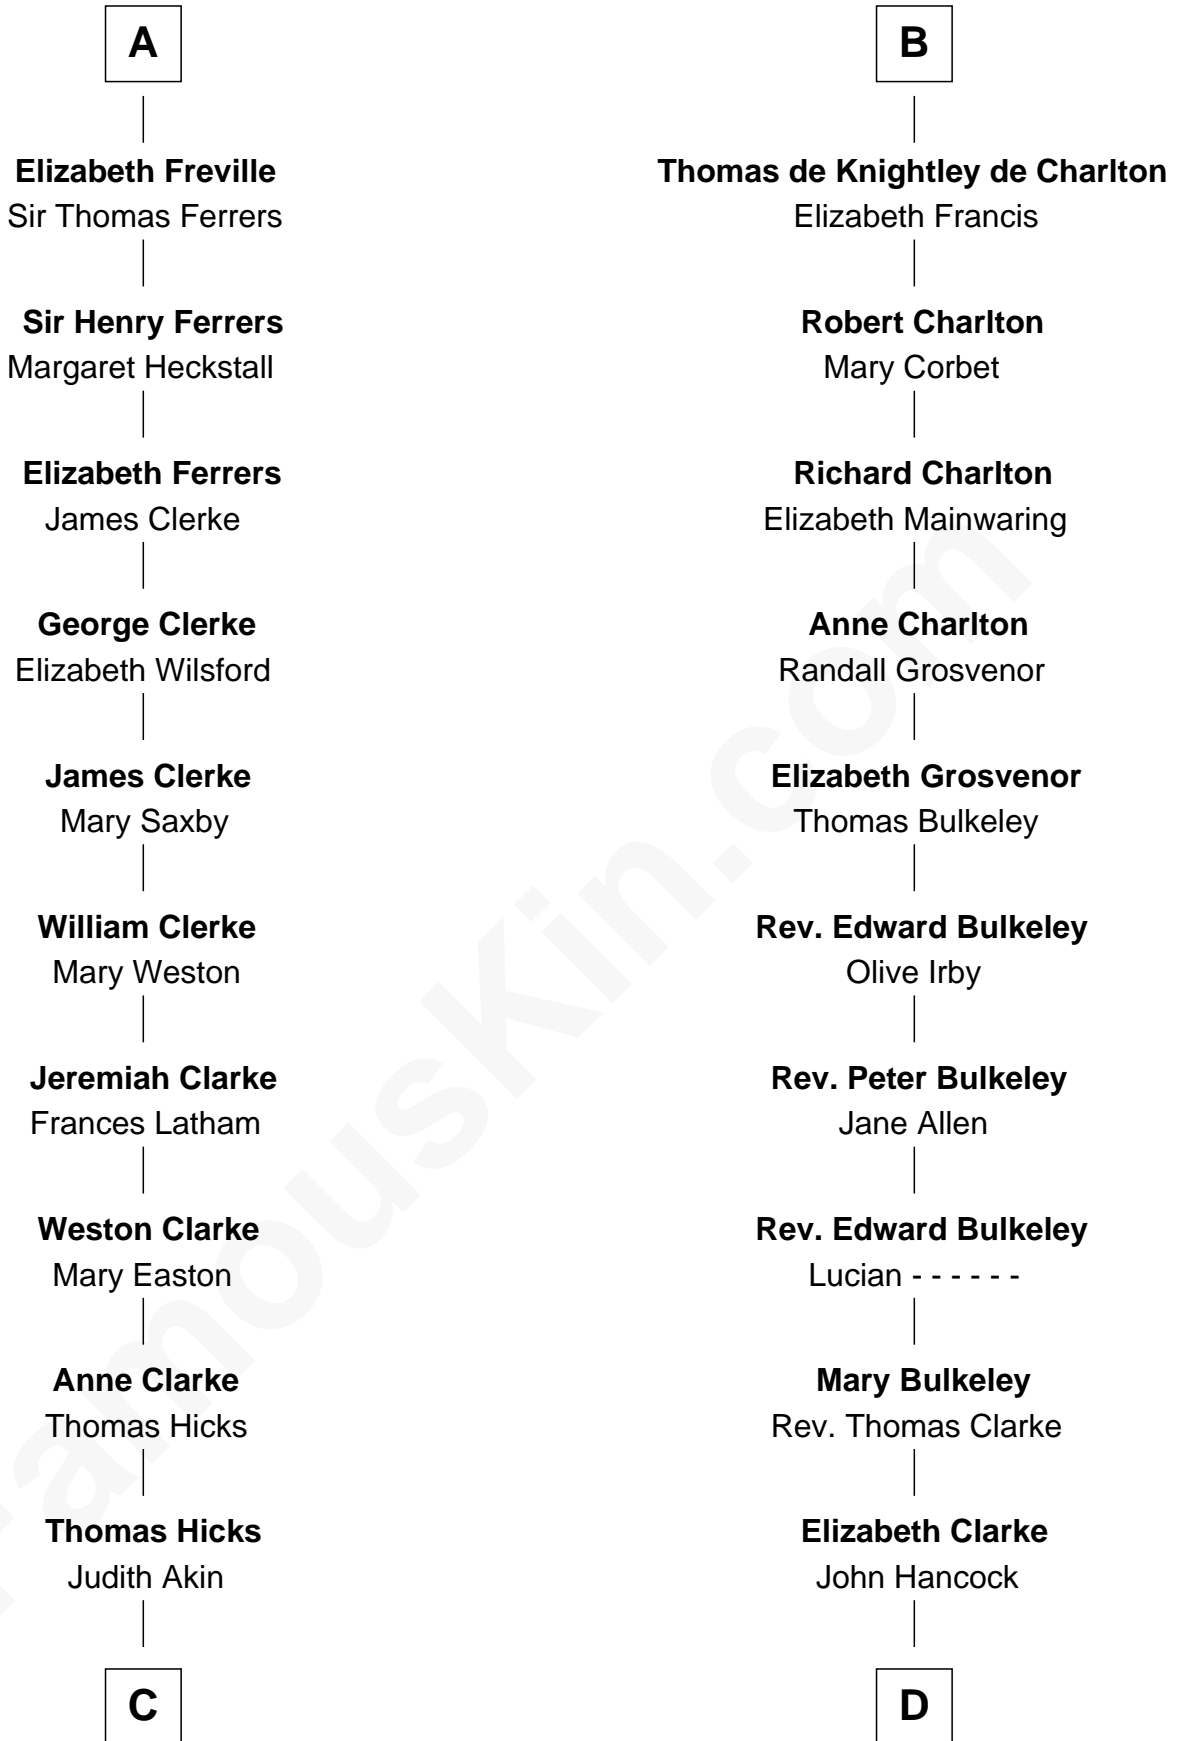 A
Elizabeth Freville
Sir Thomas Ferrers
Sir Henry Ferrers
Margaret Heckstall
Elizabeth Ferrers
James Clerke
George Clerke
Elizabeth Wilsford
James Clerke
Mary Saxby
William Clerke
Mary Weston
Jeremiah Clarke
Frances Latham
Weston Clarke
Mary Easton
Anne Clarke
Thomas Hicks
Thomas Hicks
Judith Akin
C
B
Thomas de Knightley de Charlton
Elizabeth Francis
Robert Charlton
Mary Corbet
Richard Charlton
Elizabeth Mainwaring
Anne Charlton
Randall Grosvenor
Elizabeth Grosvenor
Thomas Bulkeley
Rev. Edward Bulkeley
Olive Irby
Rev. Peter Bulkeley
Jane Allen
Rev. Edward Bulkeley
Lucian - - - - - -
Mary Bulkeley
Rev. Thomas Clarke
Elizabeth Clarke
John Hancock
D
FamousKin.com